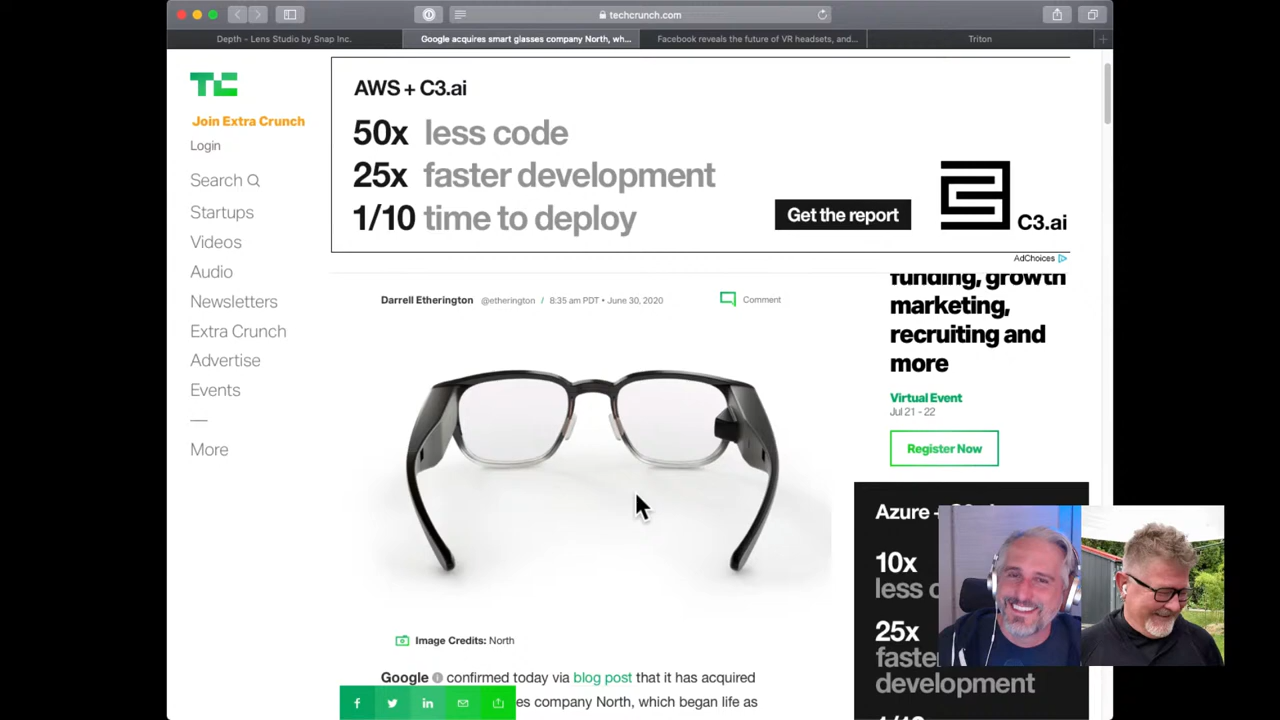 techcrunch.com
Depth - Lens Studio by Snap Inc.
Google acquires smart glasses company North, wh...
Facebook reveals the future of VR headsets, and...
Triton
TC
Join Extra Crunch
Login
Search
Startups
Videos
Audio
Newsletters
Extra Crunch
Advertise
Events
—
More
AWS + C3.ai
50x less code
25x faster development
1/10 time to deploy
Get the report
C3.ai
AdChoices
Darrell Etherington @etherington / 8:35 am PDT • June 30, 2020
Comment
funding, growth
marketing,
recruiting and
more
Virtual Event
Jul 21 - 22
Register Now
Image Credits: North
Google confirmed today via blog post that it has acquired
es company North, which began life as
Azure
10x
less
25x
faster
development